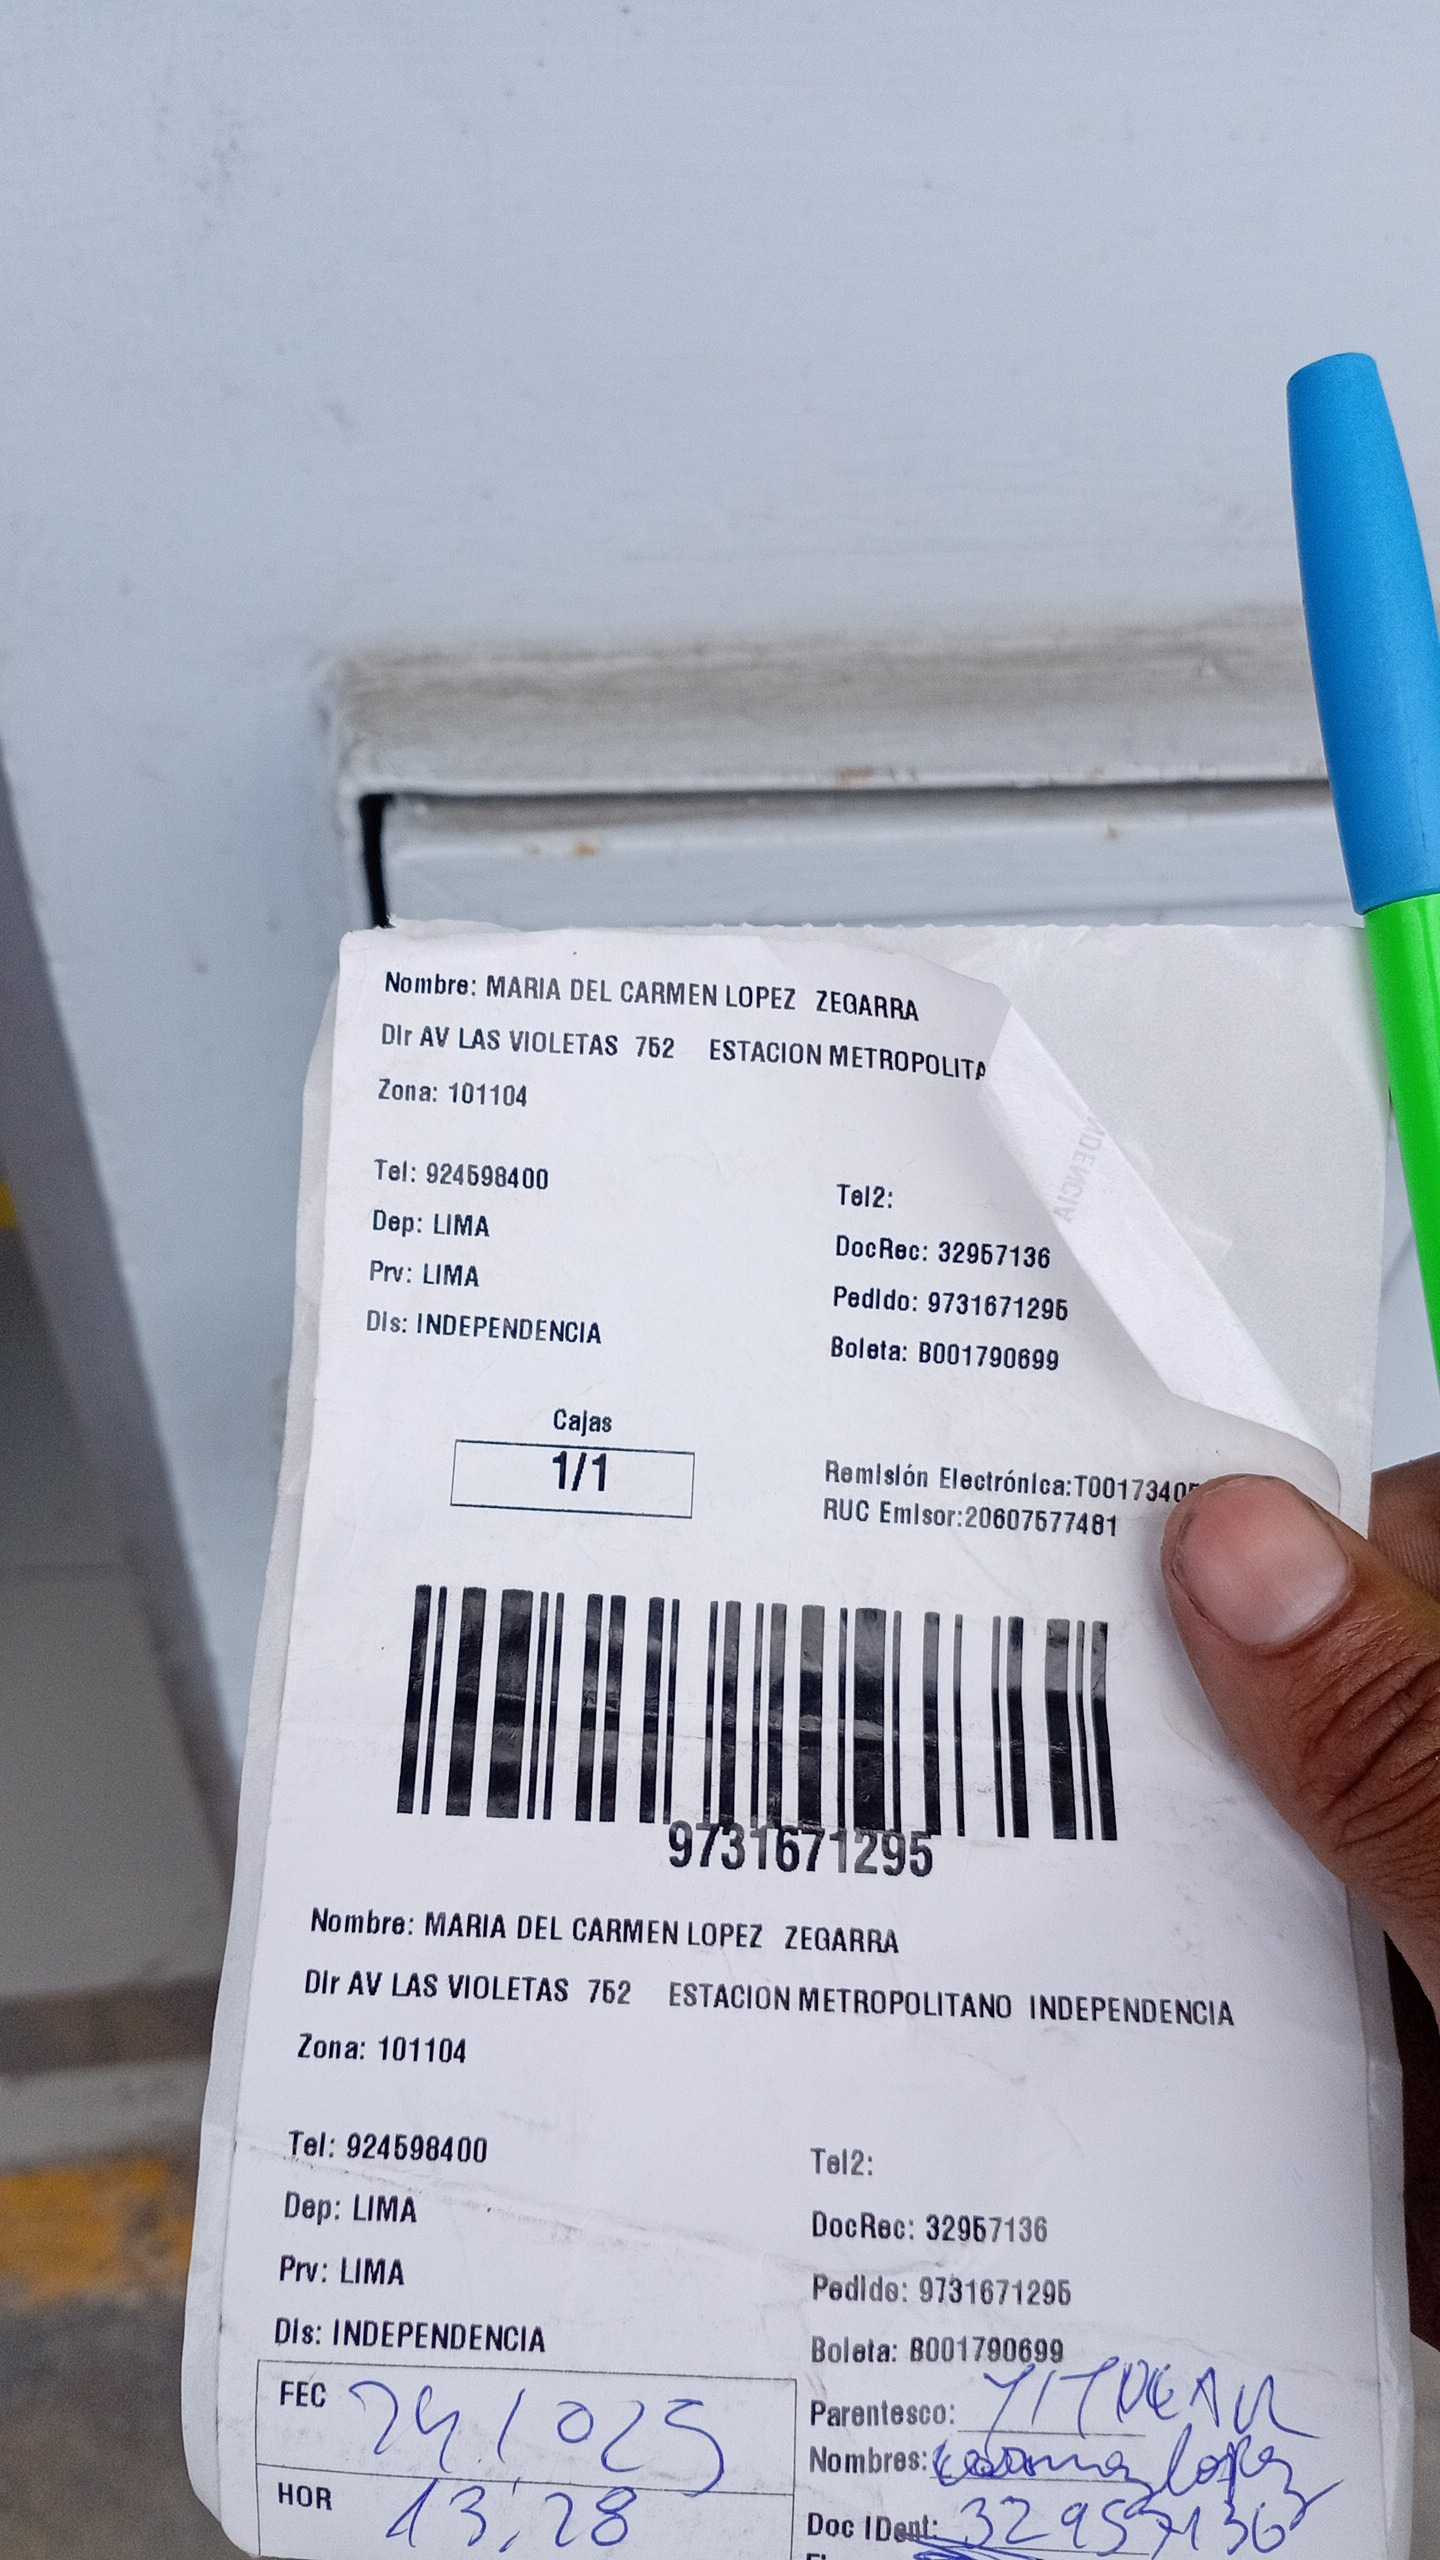 Nombre: MARIA DEL CARMEN LOPEZ ZEGARRA
Dir AV LAS VIOLETAS 752 ESTACION METROPOLITA
Zona: 101104
Tel: 924598400
Tel2:
Dep: LIMA
DocRec: 32957136
Prv: LIMA
Pedido: 9731671295
Dis: INDEPENDENCIA
Boleta: B001790699
Cajas
1/1
Remisión Electrónica:T00173405
RUC Emisor:20607577481
9731671295
Nombre: MARIA DEL CARMEN LOPEZ ZEGARRA
Dir AV LAS VIOLETAS 752 ESTACION METROPOLITANO INDEPENDENCIA
Zona: 101104
Tel: 924598400
Tel2:
Dep: LIMA
DocRec: 32957136
Prv: LIMA
Pedido: 9731671295
Dis: INDEPENDENCIA
Boleta: B001790699
FEC
Parentesco:
Nombres: lopez
HOR 13:28
Doc IDent: 32957136